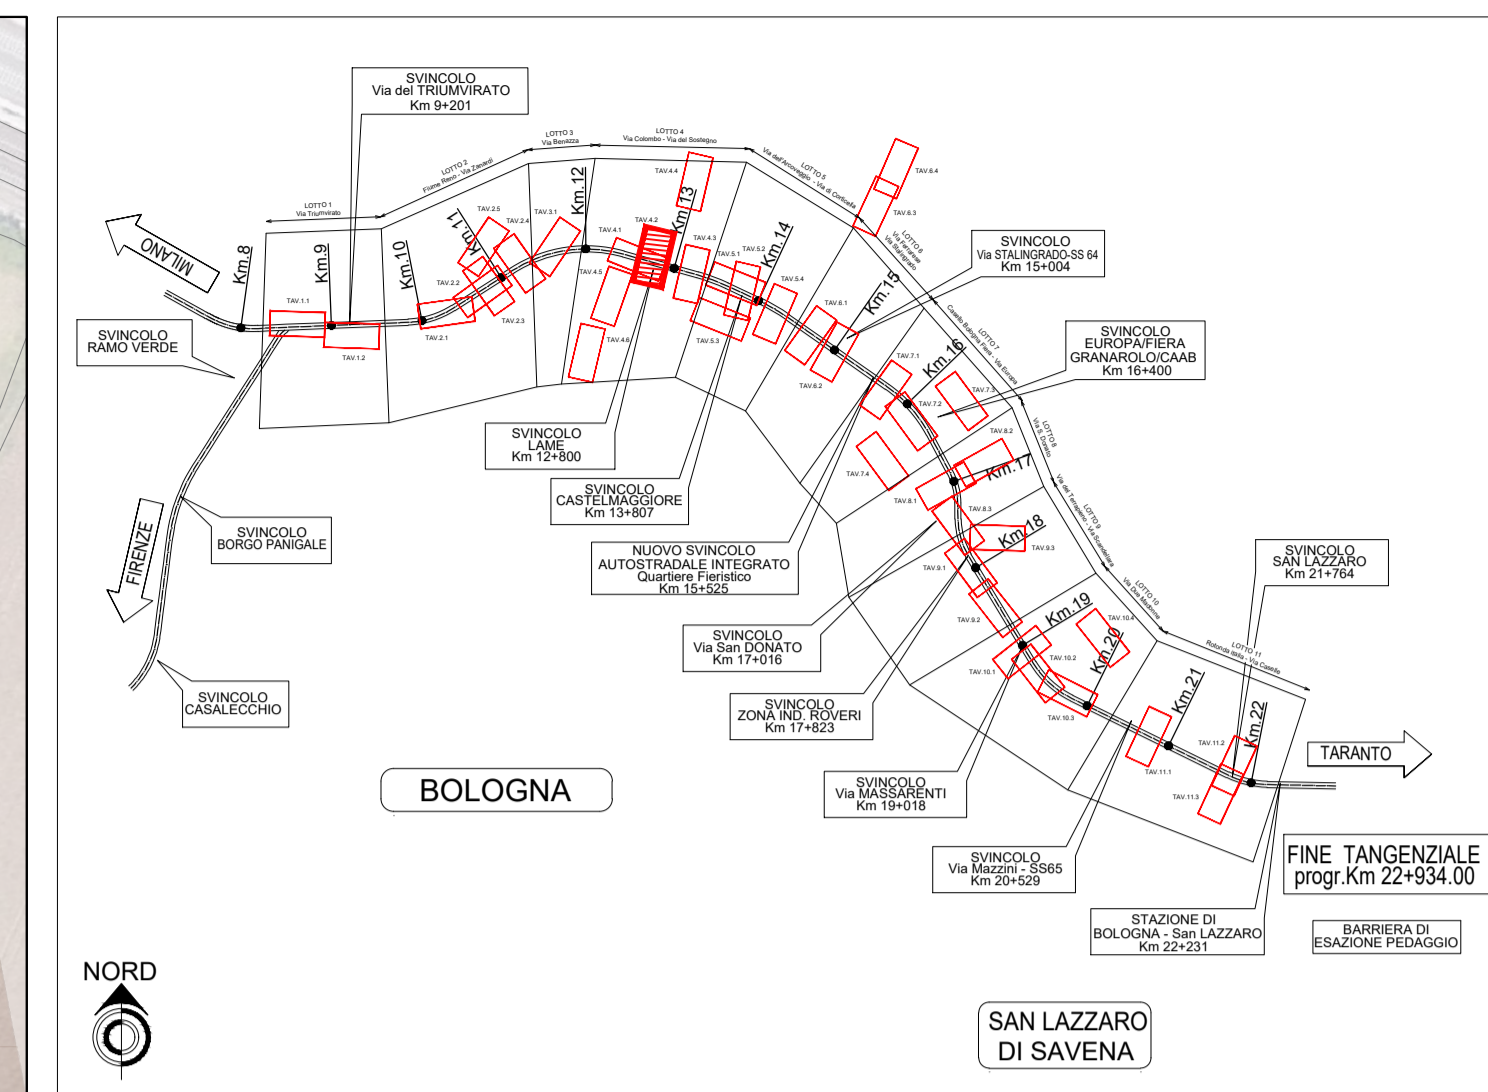 SVINCOLO
Via del TRIUMVIRATO
Km 9+201
LOTTO 1
Via Triumvirato
LOTTO 2
Fiume Reno - Via Zanardi
LOTTO 3
Via Benazza
LOTTO 4
Via Colombo - Via del Sostegno
LOTTO 5
Via dell'Arcoveggio - Via di Corticella
LOTTO 6
Via Ferrarese
Via Stalingrado
LOTTO 7
Casello Bologna Fiera - Via Europa
LOTTO 8
Via S. Donato
LOTTO 9
Via del Terrapieno - Via Scandellara
LOTTO 10
Via Due Madonne
LOTTO 11
Rotonda Italia - Via Caselle
MILANO
FIRENZE
TARANTO
Km.8
Km.9
Km.10
Km.11
Km.12
Km.13
Km.14
Km.15
Km.16
Km.17
Km.18
Km.19
Km.20
Km.21
Km.22
TAV.1.1
TAV.1.2
TAV.2.1
TAV.2.2
TAV.2.3
TAV.2.4
TAV.2.5
TAV.3.1
TAV.4.1
TAV.4.2
TAV.4.3
TAV.4.4
TAV.4.5
TAV.4.6
TAV.5.1
TAV.5.2
TAV.5.3
TAV.5.4
TAV.6.1
TAV.6.2
TAV.6.3
TAV.6.4
TAV.7.1
TAV.7.2
TAV.7.3
TAV.7.4
TAV.8.1
TAV.8.2
TAV.8.3
TAV.9.1
TAV.9.2
TAV.9.3
TAV.10.1
TAV.10.2
TAV.10.3
TAV.10.4
TAV.11.1
TAV.11.2
TAV.11.3
SVINCOLO
RAMO VERDE
SVINCOLO
BORGO PANIGALE
SVINCOLO
CASALECCHIO
SVINCOLO
LAME
Km 12+800
SVINCOLO
CASTELMAGGIORE
Km 13+807
NUOVO SVINCOLO
AUTOSTRADALE INTEGRATO
Quartiere Fieristico
Km 15+525
SVINCOLO
Via STALINGRADO-SS 64
Km 15+004
SVINCOLO
EUROPA/FIERA
GRANAROLO/CAAB
Km 16+400
SVINCOLO
Via San DONATO
Km 17+016
SVINCOLO
ZONA IND. ROVERI
Km 17+823
SVINCOLO
Via MASSARENTI
Km 19+018
SVINCOLO
Via Mazzini - SS65
Km 20+529
SVINCOLO
SAN LAZZARO
Km 21+764
STAZIONE DI
BOLOGNA - San LAZZARO
Km 22+231
FINE TANGENZIALE
progr.Km 22+934.00
BARRIERA DI
ESAZIONE PEDAGGIO
BOLOGNA
SAN LAZZARO
DI SAVENA
NORD